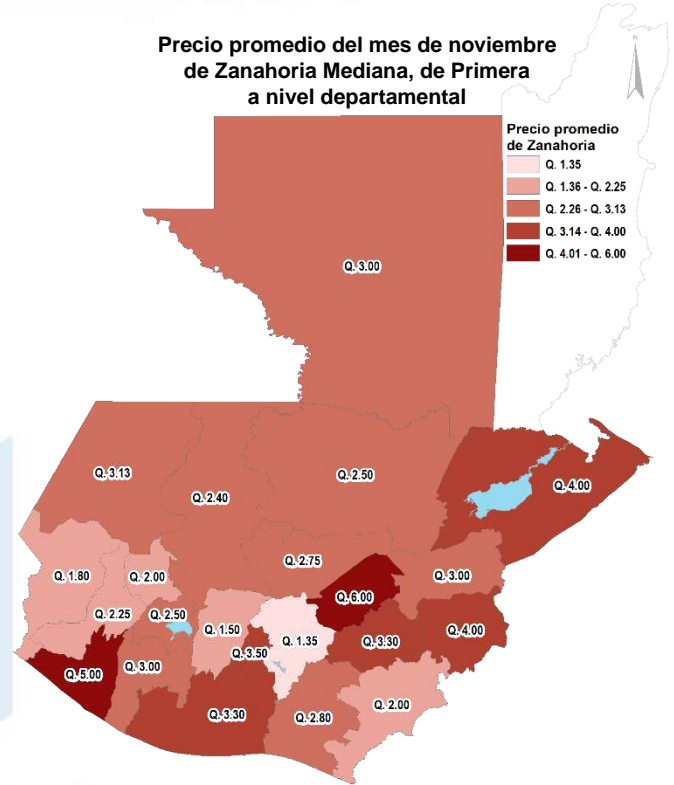 Precio promedio del mes de noviembre
de Zanahoria Mediana, de Primera
a nivel departamental
N
Precio promedio
de Zanahoria
Q. 1.35
Q. 1.36 - Q. 2.25
Q. 2.26 - Q. 3.13
Q. 3.14 - Q. 4.00
Q. 4.01 - Q. 6.00
Q. 3.00
Q. 3.13
Q. 2.40
Q. 2.50
Q. 4.00
Q. 1.80
Q. 2.00
Q. 2.75
Q. 3.00
Q. 2.25
Q. 2.50
Q. 1.50
Q. 6.00
Q. 1.35
Q. 3.50
Q. 3.30
Q. 4.00
Q. 5.00
Q. 3.00
Q. 3.30
Q. 2.80
Q. 2.00